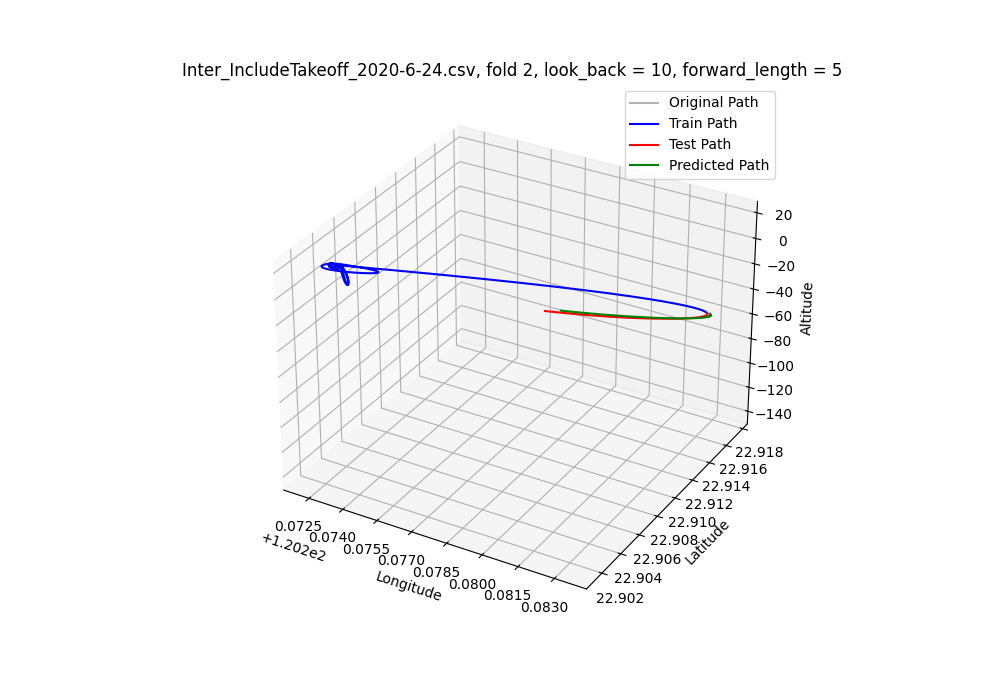 Inter_IncludeTakeoff_2020-6-24.csv, fold 2, look_back = 10, forward_length = 5
Original Path
Train Path
Test Path
Predicted Path
20
0
−20
−40
−60
−80
−100
−120
−140
Altitude
22.918
22.916
22.914
22.912
22.910
22.908
22.906
22.904
22.902
Latitude
0.0725
0.0740
0.0755
0.0770
0.0785
0.0800
0.0815
0.0830
+1.202e2
Longitude